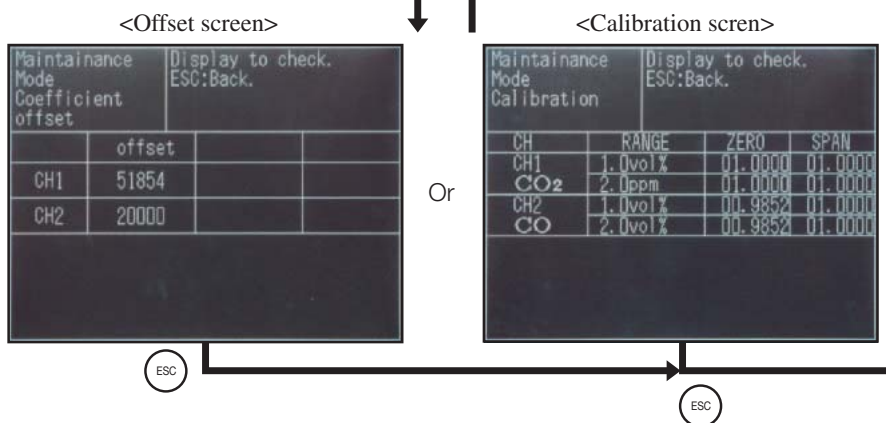 <Offset screen>
Maintainance
Mode
Coefficient
offset
Display to check.
ESC:Back.
offset
CH1 51854
CH2 20000
ESC
Or
<Calibration scren>
Maintainance
Mode
Calibration
Display to check.
ESC:Back.
CH RANGE ZERO SPAN
CH1 1.0vol% 01.0000 01.0000
CO₂ 2.0ppm 01.0000 01.0000
CH2 1.0vol% 00.9852 01.0000
CO 2.0vol% 00.9852 01.0000
ESC